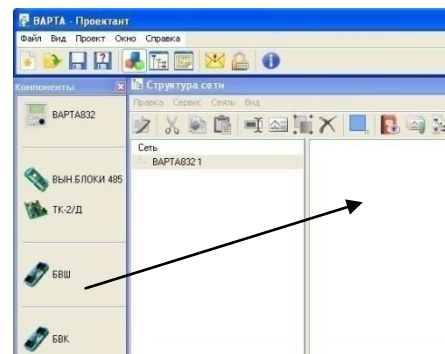 ВАРТА - Проектант
Файл Вид Проект Окно Справка
Компоненты
Структура сети
Правка Сервис Связь Вид
ВАРТА832
Сеть
ВАРТА832 1
ВЫН.БЛОКИ 485
ТК-2/Д
БВШ
БВК